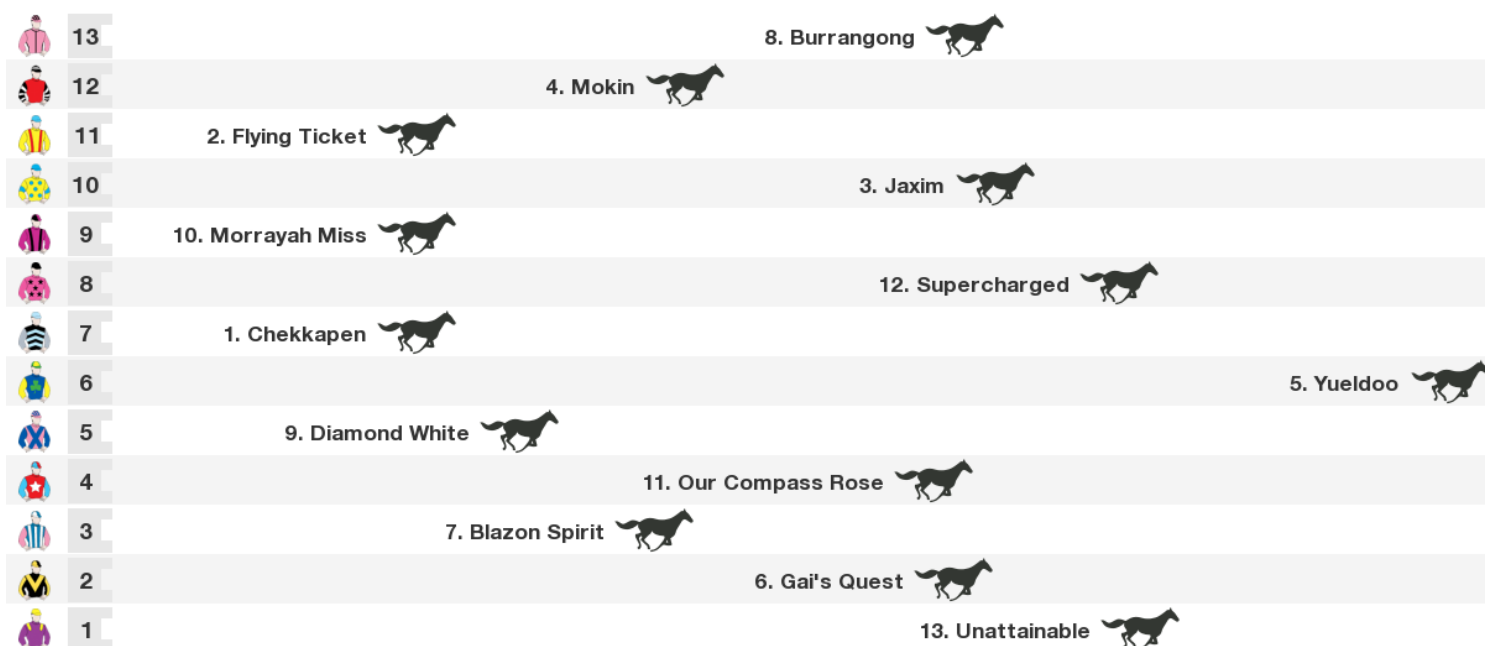 13 8. Burrangong
12 4. Mokin
11 2. Flying Ticket
10 3. Jaxim
9 10. Morrayah Miss
8 12. Supercharged
7 1. Chekkapen
6 5. Yueldoo
5 9. Diamond White
4 11. Our Compass Rose
3 7. Blazon Spirit
2 6. Gai's Quest
1 13. Unattainable